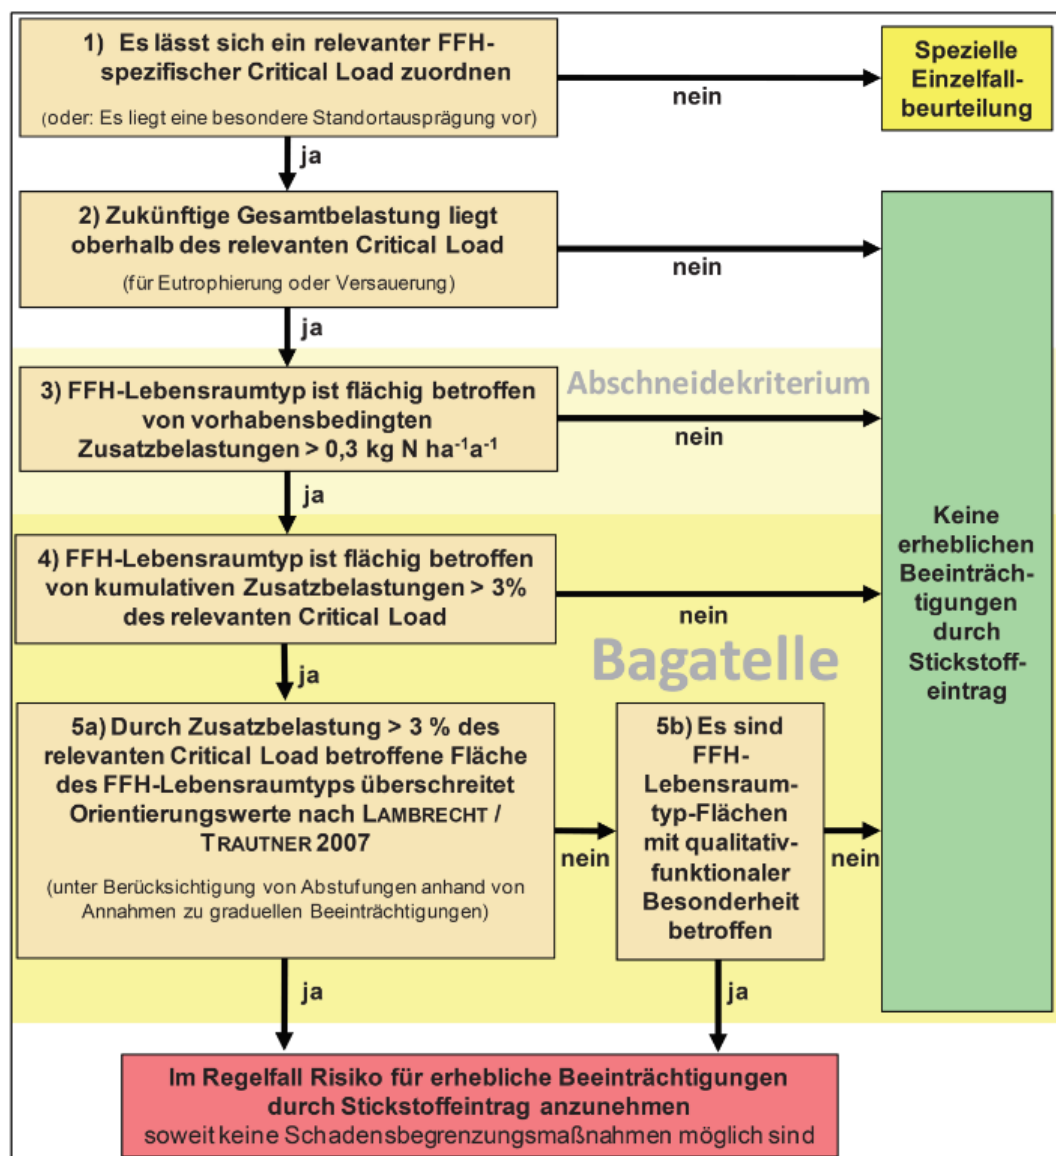 1) Es lässt sich ein relevanter FFH-
spezifischer Critical Load zuordnen
(oder: Es liegt eine besondere Standortausprägung vor)
nein
Spezielle
Einzelfall-
beurteilung
ja
2) Zukünftige Gesamtbelastung liegt
oberhalb des relevanten Critical Load
(für Eutrophierung oder Versauerung)
nein
ja
3) FFH-Lebensraumtyp ist flächig betroffen
von vorhabensbedingten
Zusatzbelastungen > 0,3 kg N ha⁻¹a⁻¹
Abschneidekriterium
nein
ja
4) FFH-Lebensraumtyp ist flächig betroffen
von kumulativen Zusatzbelastungen > 3%
des relevanten Critical Load
nein
Bagatelle
ja
5a) Durch Zusatzbelastung > 3 % des
relevanten Critical Load betroffene Fläche
des FFH-Lebensraumtyps überschreitet
Orientierungswerte nach LAMBRECHT /
TRAUTNER 2007
(unter Berücksichtigung von Abstufungen anhand von
Annahmen zu graduellen Beeinträchtigungen)
nein
5b) Es sind
FFH-
Lebensraum-
typ-Flächen
mit qualitativ-
funktionaler
Besonderheit
betroffen
nein
Keine
erheblichen
Beeinträch-
tigungen
durch
Stickstoff-
eintrag
ja
ja
Im Regelfall Risiko für erhebliche Beeinträchtigungen
durch Stickstoffeintrag anzunehmen
soweit keine Schadensbegrenzungsmaßnahmen möglich sind